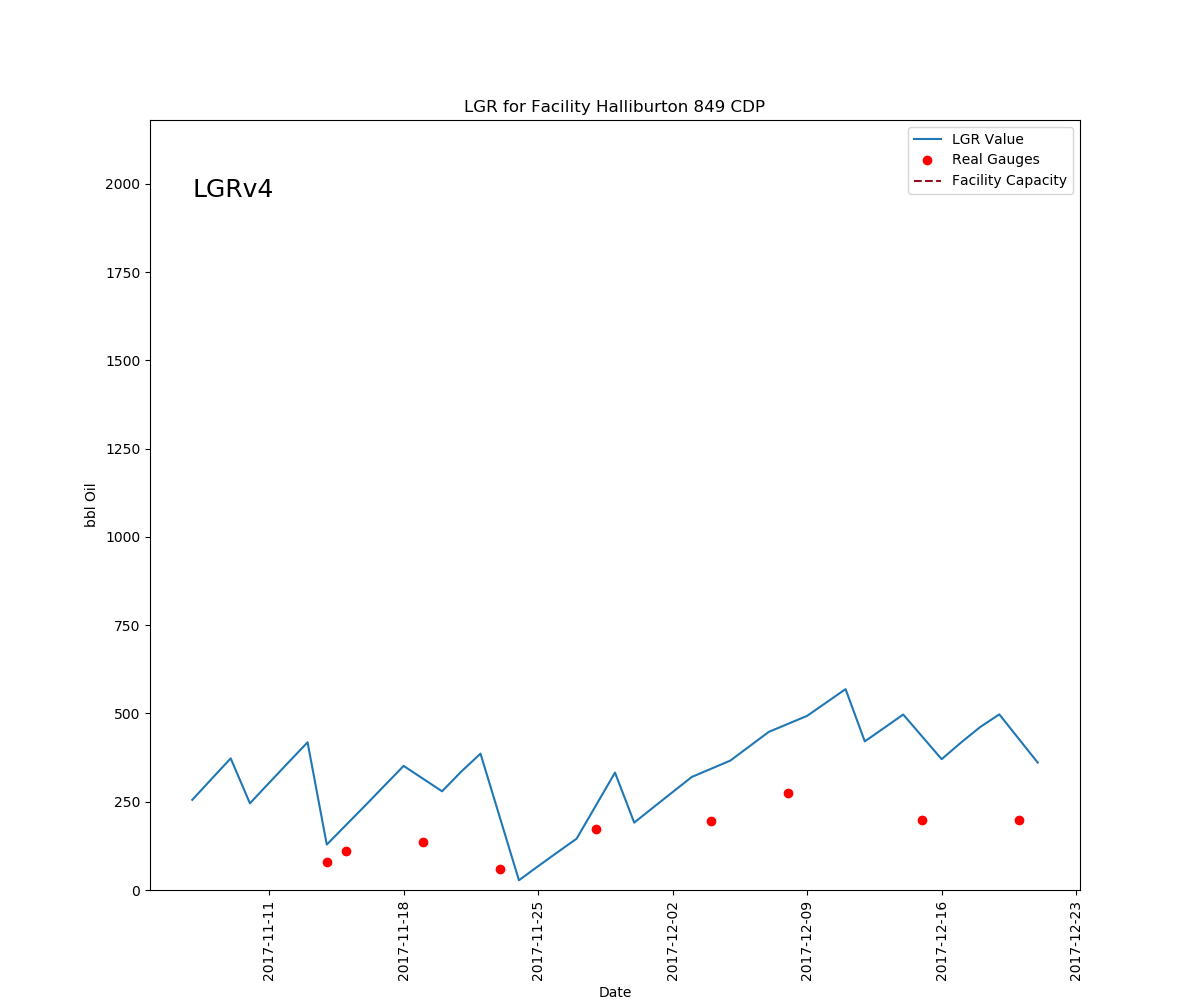 LGR for Facility Halliburton 849 CDP
LGR Value
Real Gauges
Facility Capacity
LGRv4
2000
1750
1500
1250
1000
750
500
250
0
bbl Oil
2017-11-11
2017-11-18
2017-11-25
2017-12-02
2017-12-09
2017-12-16
2017-12-23
Date